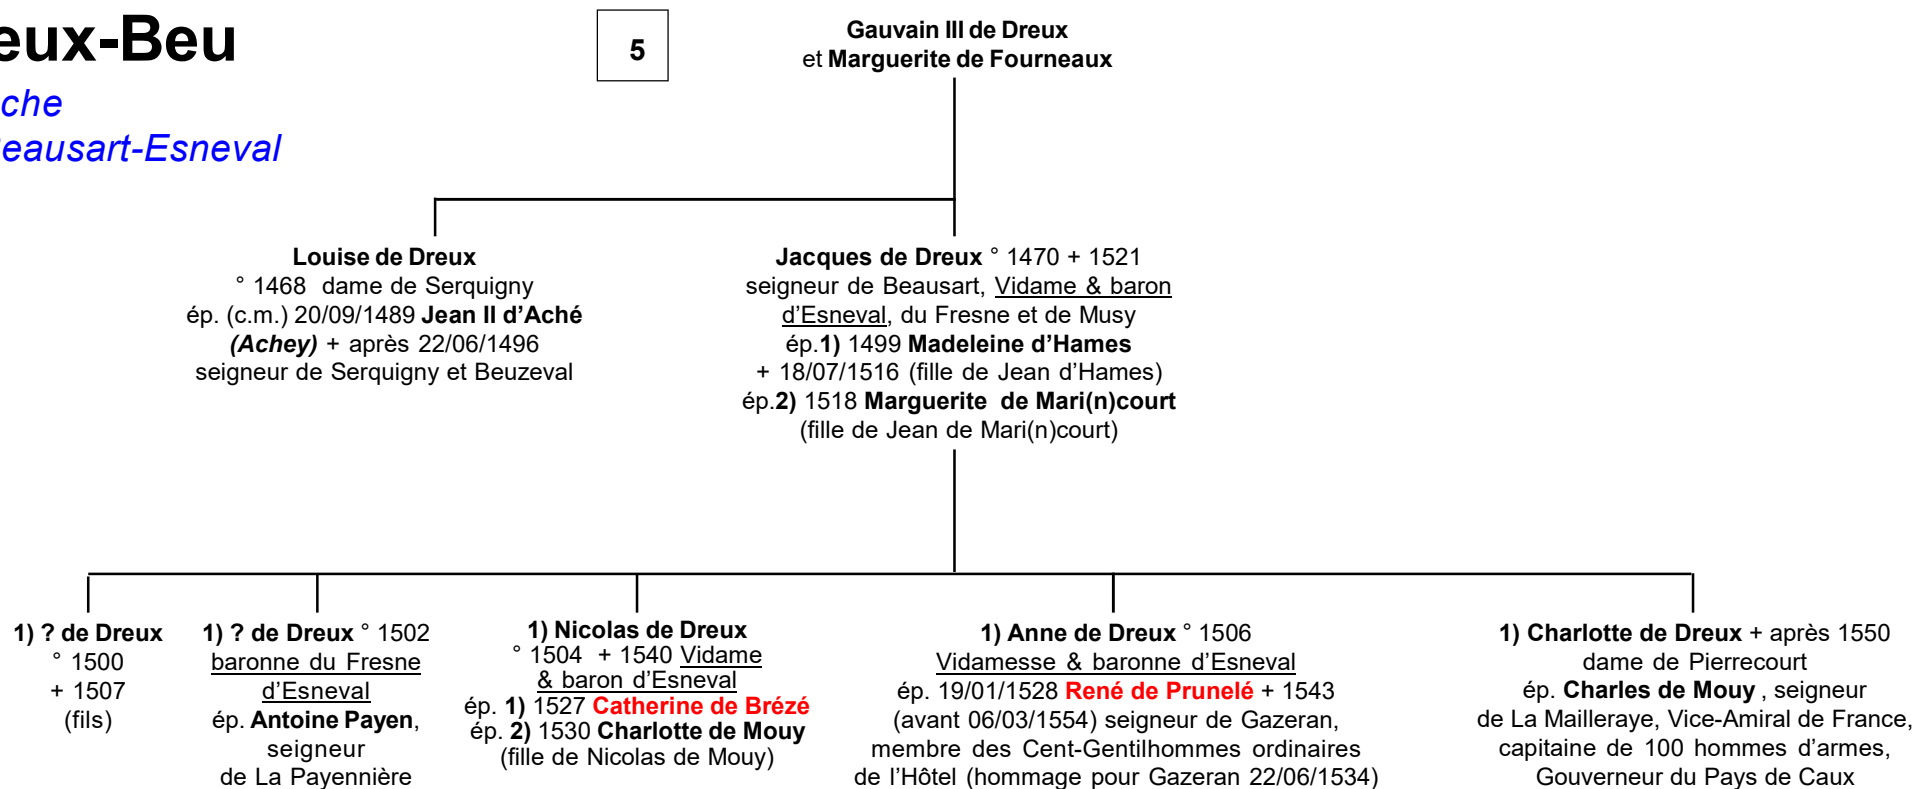 eux-Beu
che
Beausart-Esneval
5
Gauvain III de Dreux
et Marguerite de Fourneaux
Louise de Dreux
° 1468 dame de Serquigny
ép. (c.m.) 20/09/1489 Jean II d’Aché
(Achey) + après 22/06/1496
seigneur de Serquigny et Beuzeval
Jacques de Dreux ° 1470 + 1521
seigneur de Beausart, Vidame & baron
d’Esneval, du Fresne et de Musy
ép.1) 1499 Madeleine d’Hames
+ 18/07/1516 (fille de Jean d’Hames)
ép.2) 1518 Marguerite de Mari(n)court
(fille de Jean de Mari(n)court)
1) ? de Dreux
° 1500
+ 1507
(fils)
1) ? de Dreux ° 1502
baronne du Fresne
d’Esneval
ép. Antoine Payen,
seigneur
de La Payennière
1) Nicolas de Dreux
° 1504 + 1540 Vidame
& baron d’Esneval
ép. 1) 1527 Catherine de Brézé
ép. 2) 1530 Charlotte de Mouy
(fille de Nicolas de Mouy)
1) Anne de Dreux ° 1506
Vidamesse & baronne d’Esneval
ép. 19/01/1528 René de Prunelé + 1543
(avant 06/03/1554) seigneur de Gazeran,
membre des Cent-Gentilhommes ordinaires
de l’Hôtel (hommage pour Gazeran 22/06/1534)
1) Charlotte de Dreux + après 1550
dame de Pierrecourt
ép. Charles de Mouy , seigneur
de La Mailleraye, Vice-Amiral de France,
capitaine de 100 hommes d’armes,
Gouverneur du Pays de Caux